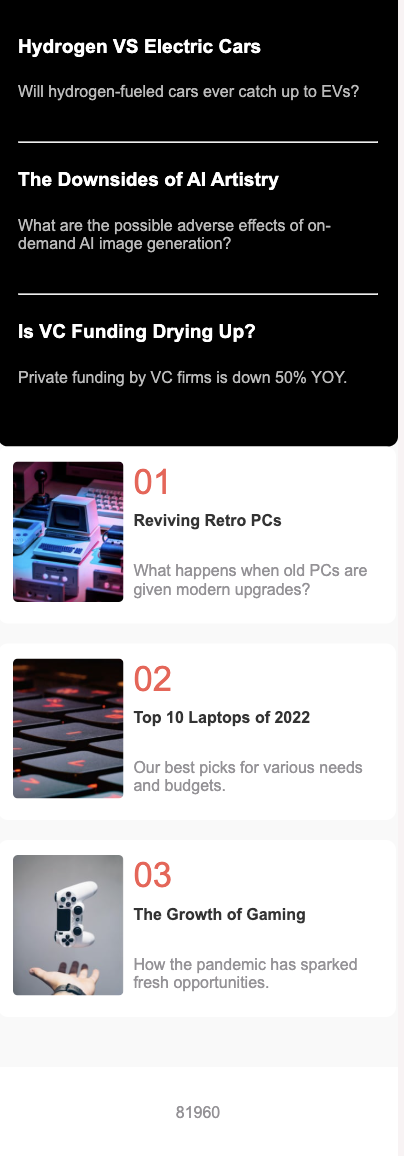 Hydrogen VS Electric Cars
Will hydrogen-fueled cars ever catch up to EVs?
The Downsides of AI Artistry
What are the possible adverse effects of on-
demand AI image generation?
Is VC Funding Drying Up?
Private funding by VC firms is down 50% YOY.
01
Reviving Retro PCs
What happens when old PCs are
given modern upgrades?
02
Top 10 Laptops of 2022
Our best picks for various needs
and budgets.
03
The Growth of Gaming
How the pandemic has sparked
fresh opportunities.
81960